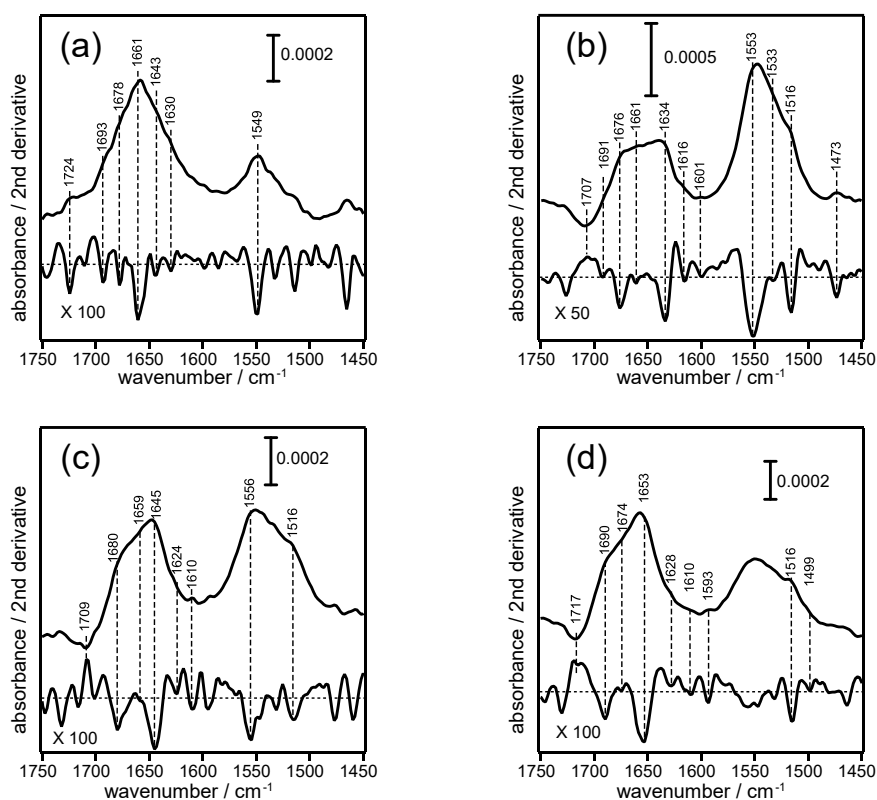 (a)
0.0002
1724
1693
1678
1661
1643
1630
1549
X 100
absorbance / 2nd derivative
1750 1700 1650 1600 1550 1500 1450
wavenumber / cm-1
(b)
0.0005
1707
1691
1676
1661
1634
1616
1601
1553
1533
1516
1473
X 50
absorbance / 2nd derivative
1750 1700 1650 1600 1550 1500 1450
wavenumber / cm-1
(c)
0.0002
1709
1680
1659
1645
1624
1610
1556
1516
X 100
absorbance / 2nd derivative
1750 1700 1650 1600 1550 1500 1450
wavenumber / cm-1
(d)
0.0002
1717
1690
1674
1653
1628
1610
1593
1516
1499
X 100
absorbance / 2nd derivative
1750 1700 1650 1600 1550 1500 1450
wavenumber / cm-1